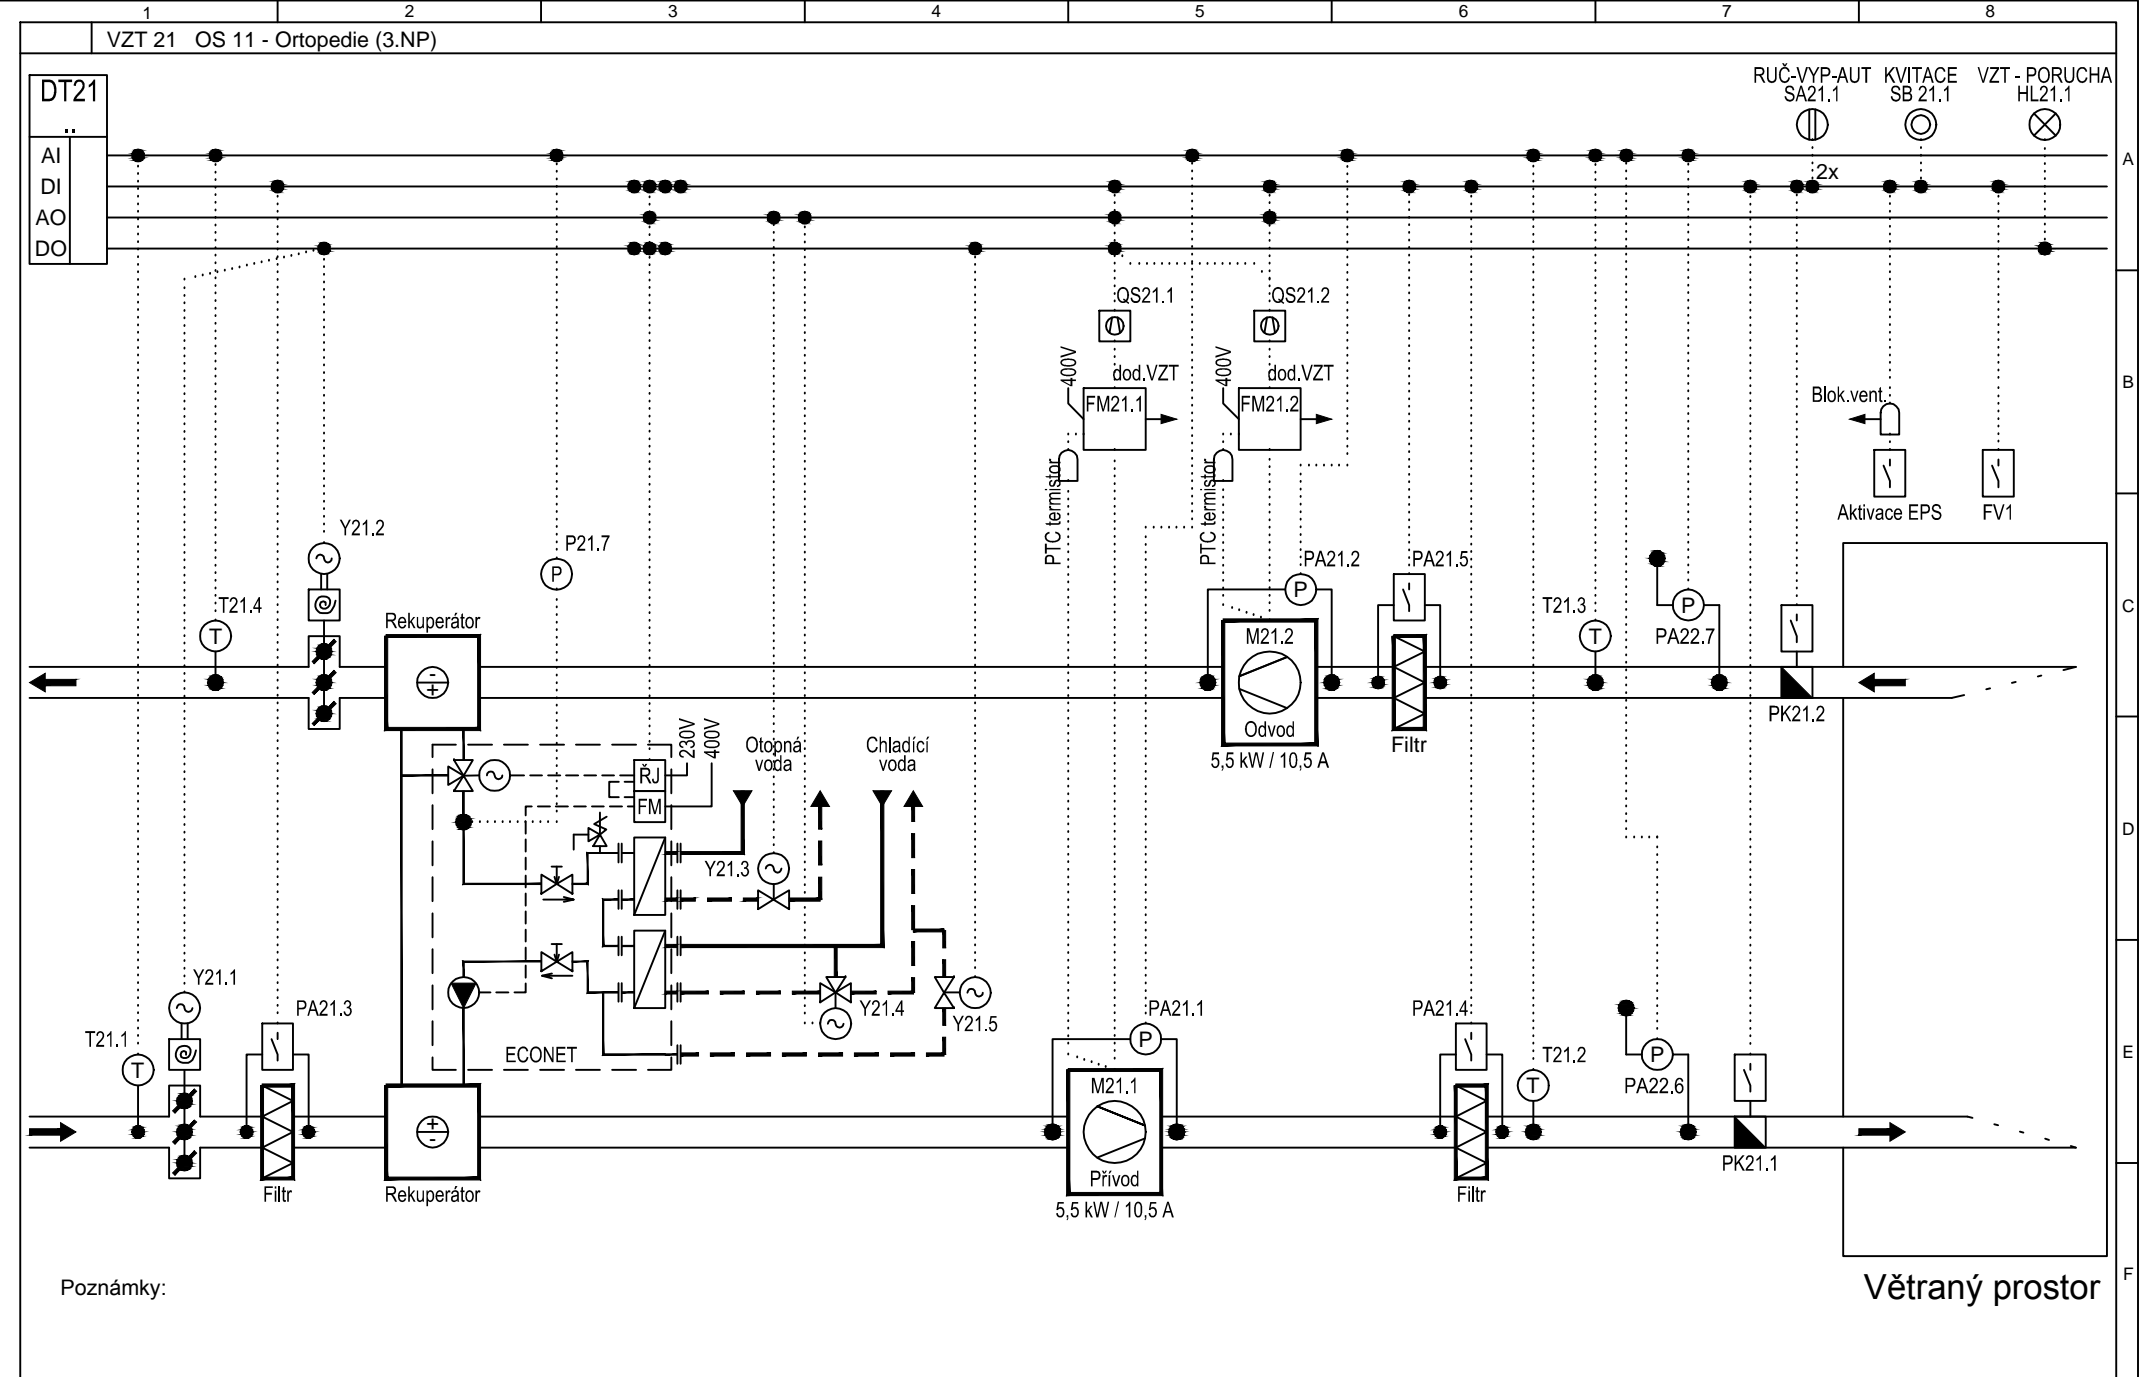 1 2 3 4 5 6 7 8
VZT 21 OS 11 - Ortopedie (3.NP)
DT21
..
AI
DI
AO
DO
RUČ-VYP-AUT
SA21.1
KVITACE
SB 21.1
VZT - PORUCHA
HL21.1
2x
A
B
C
D
E
F
QS21.1
QS21.2
400V
dod.VZT
FM21.1
400V
dod.VZT
FM21.2
PTC termistor
PTC termistor
Blok.vent.
Aktivace EPS
FV1
Y21.2
P21.7
P
PA21.2
P
PA21.5
T21.4
T
T21.3
T
P
PA22.7
Rekuperátor
M21.2
Odvod
5,5 kW / 10,5 A
Filtr
PK21.2
230V
400V
Otopná
voda
Chladící
voda
ŘJ
FM
Y21.3
Y21.1
PA21.3
Y21.4
Y21.5
PA21.1
P
PA21.4
T21.1
T
ECONET
T21.2
T
P
PA22.6
M21.1
Přívod
5,5 kW / 10,5 A
Filtr
Rekuperátor
Filtr
PK21.1
Poznámky:
Větraný prostor